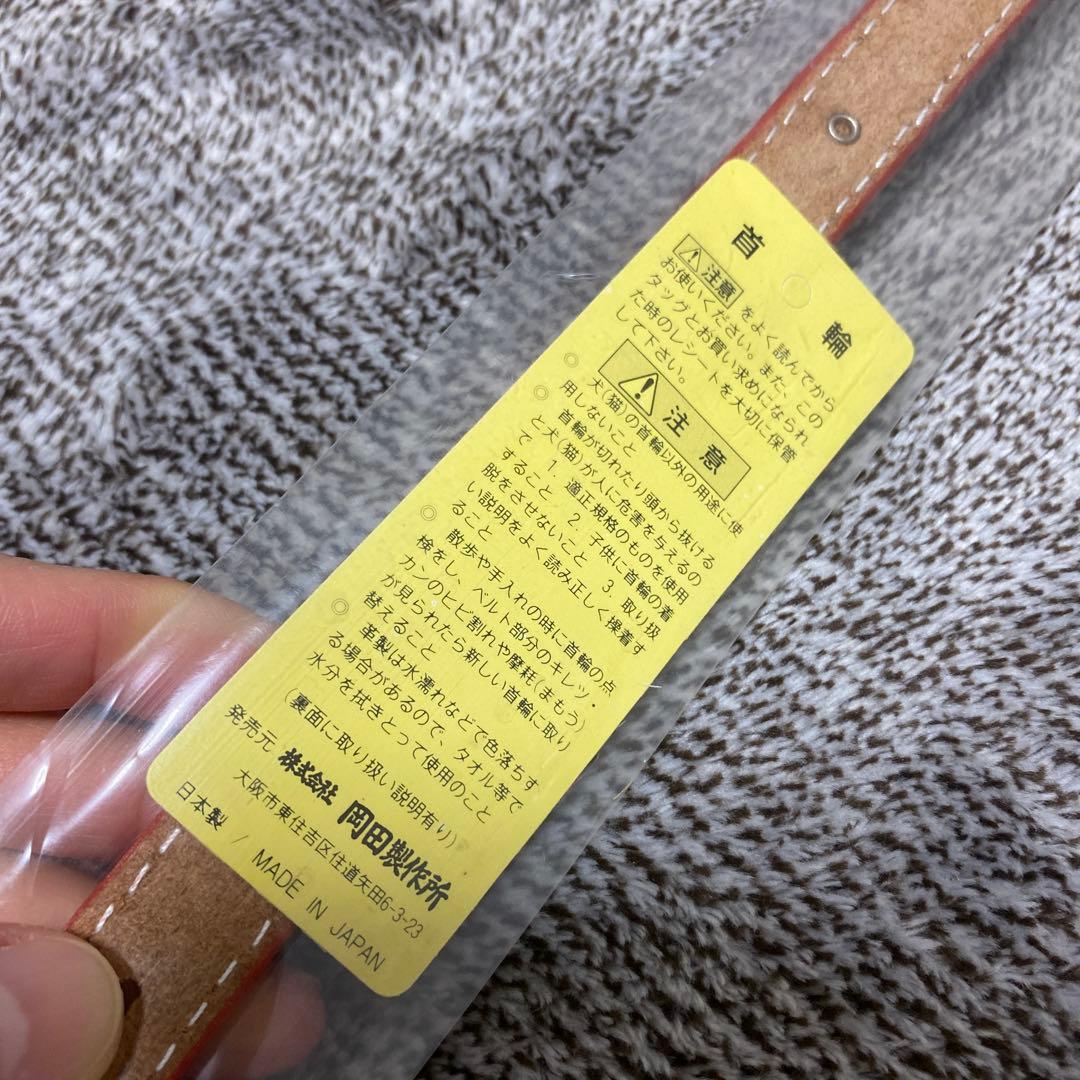 首 輪
⚠注意 をよく読んでから
お使いください。また、この
タッグとお買い求めになられ
た時のレシートを大切に保管
して下さい。
⚠ 注 意
◎ 犬(猫)の首輪以外の用途に使
用しないこと
◎ 首輪が切れたり頭から抜ける
と犬(猫)が人に危害を与えるの
で 1. 適正規格のものを使用
すること 2. 子供に首輪の着
脱をさせないこと 3. 取り扱
い説明をよく読み正しく操着す
ること
◎ 散歩や手入れの時に首輪の点
検をし、ベルト部分のキレツ・
カンのヒビ割れや摩耗(まもう)
が見られたら新しい首輪に取り
替えること
◎ 革製は水濡れなどで色落ちす
る場合があるので、タオル等で
水分を拭きとって使用のこと
(裏面に取り扱い説明有り)
発売元 株式会社 岡田製作所
大阪市東住吉区住道矢田6-3-23
日本製 / MADE IN JAPAN